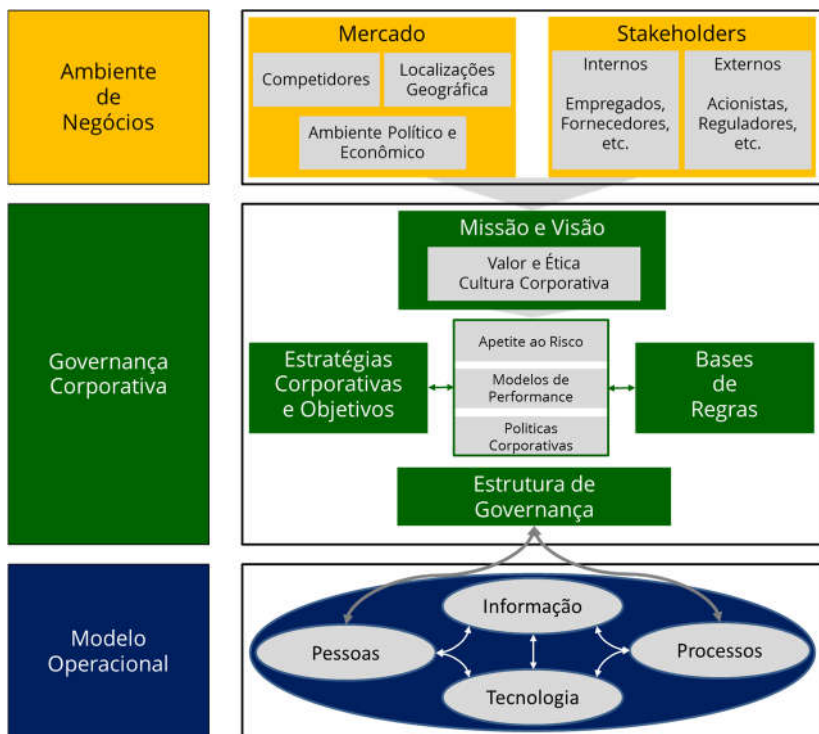 Ambiente
de
Negócios
Mercado
Competidores
Localizações
Geográfica
Ambiente Político e
Econômico
Stakeholders
Internos
Empregados,
Fornecedores,
etc.
Externos
Acionistas,
Reguladores,
etc.
Governança
Corporativa
Missão e Visão
Valor e Ética
Cultura Corporativa
Estratégias
Corporativas
e Objetivos
Apetite ao Risco
Modelos de
Performance
Politicas
Corporativas
Bases
de
Regras
Estrutura de
Governança
Modelo
Operacional
Informação
Pessoas
Processos
Tecnologia